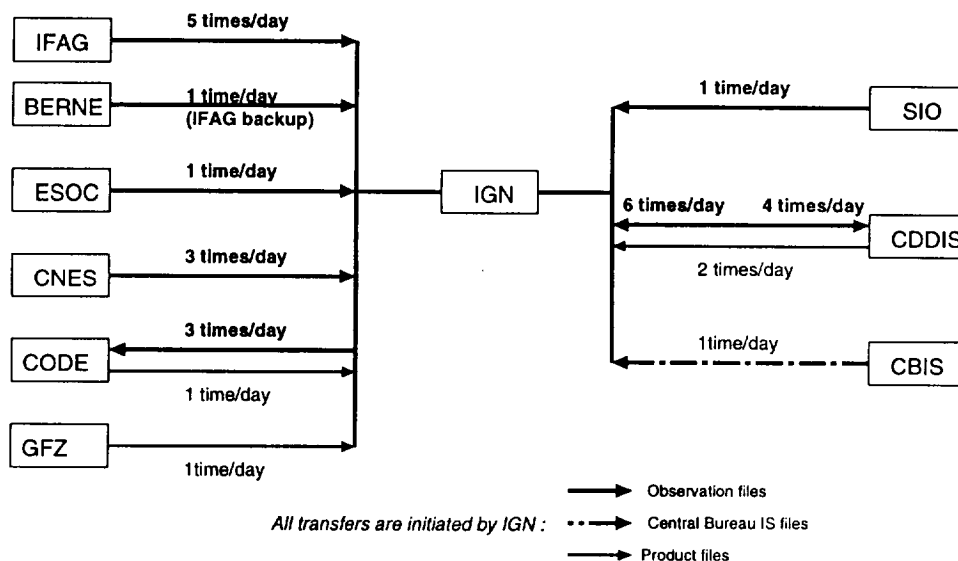 5 times/day
IFAG
1 time/day
BERNE
(IFAG backup)
1 time/day
ESOC
3 times/day
CNES
3 times/day
CODE
1 time/day
GFZ
1time/day
IGN
1 time/day
SIO
6 times/day 4 times/day
CDDIS
2 times/day
1time/day
CBIS
All transfers are initiated by IGN :
Observation files
Central Bureau IS files
Product files